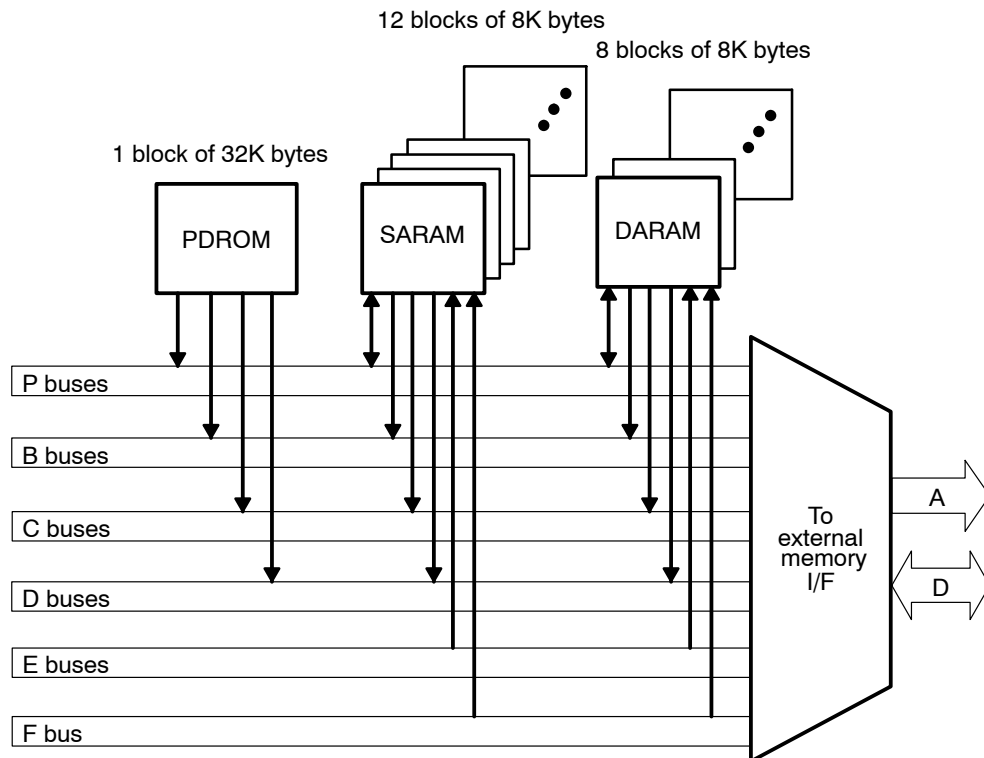 12 blocks of 8K bytes
8 blocks of 8K bytes
1 block of 32K bytes
PDROM
SARAM
DARAM
P buses
B buses
C buses
D buses
E buses
F bus
To
external
memory
I/F
A
D